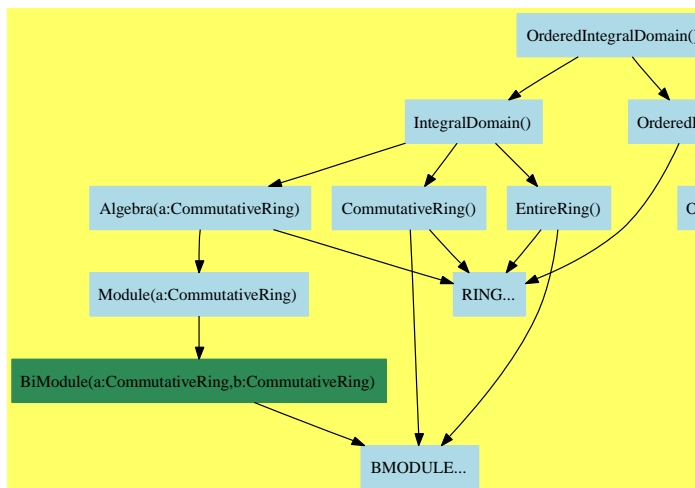 OrderedIntegralDomain()
IntegralDomain()
Algebra(a:CommutativeRing)
CommutativeRing()
EntireRing()
Module(a:CommutativeRing)
RING...
BiModule(a:CommutativeRing,b:CommutativeRing)
BMODULE...